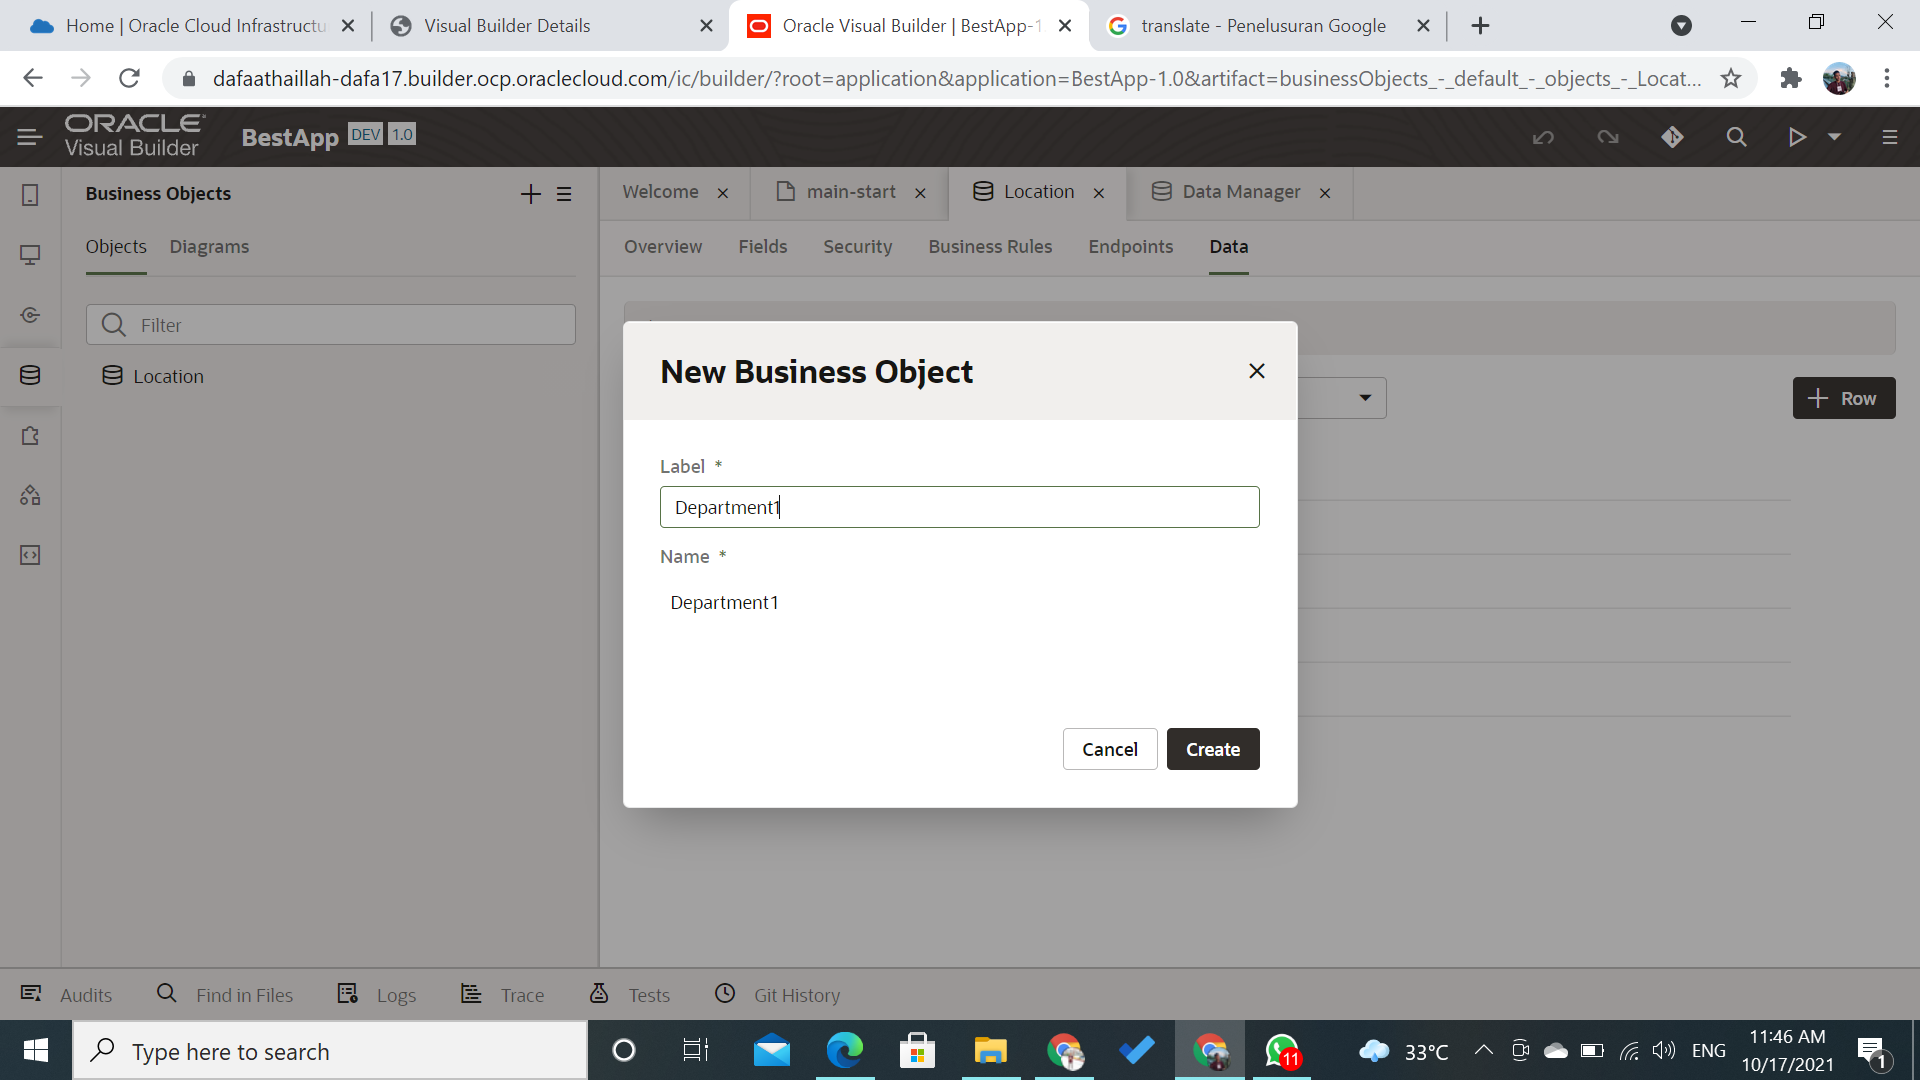 Home | Oracle Cloud Infrastructu
Visual Builder Details
Oracle Visual Builder | BestApp-1
translate - Penelusuran Google
dafaathaillah-dafa17.builder.ocp.oraclecloud.com/ic/builder/?root=application&application=BestApp-1.0&artifact=businessObjects_-_default_-_objects_-_Locat...
ORACLE
Visual Builder
BestApp DEV 1.0
Business Objects
Welcome
main-start
Location
Data Manager
Objects
Diagrams
Overview
Fields
Security
Business Rules
Endpoints
Data
Filter
Location
Row
New Business Object
Label *
Department1
Name *
Department1
Cancel
Create
Audits
Find in Files
Logs
Trace
Tests
Git History
Type here to search
11
33°C
ENG
11:46 AM
10/17/2021
1